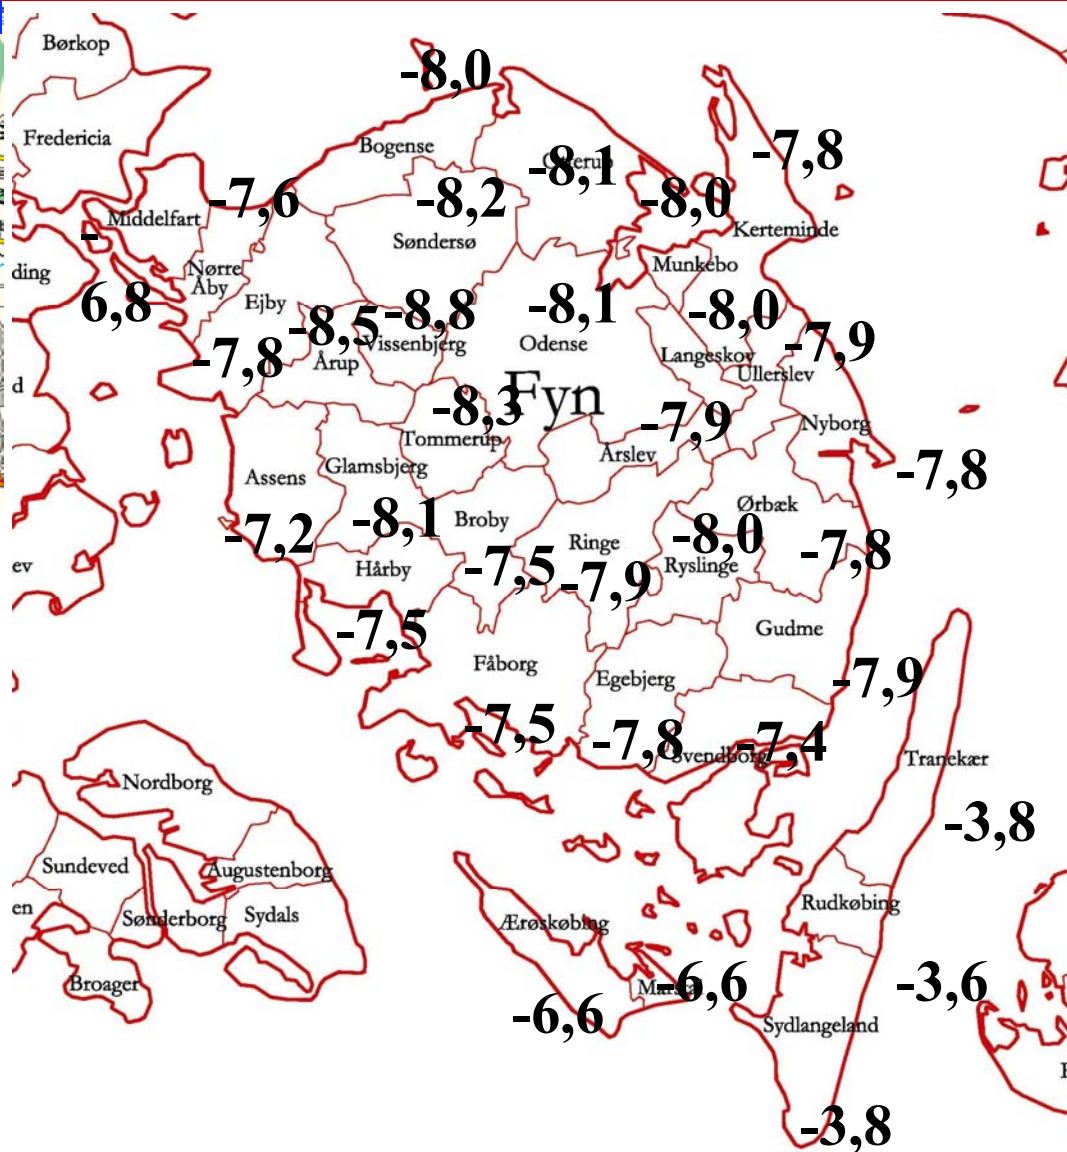 Børkop
-8,0
Fredericia
Bogense
-7,8
-8,1
-7,6
-8,2
-8,0
Middelfart
Kerteminde
Søndersø
-
6,8
ding
Nørre
Åby
Munkebo
Ejby
-8,5
-8,8
-8,1
-8,0
-7,9
Vissenbjerg
Odense
Langeskov
-7,8
Årup
Ullerslev
d
Fyn
-8,3
-7,9
Nyborg
Tommerup
Årslev
Glamsbjerg
Assens
-7,8
Ørbæk
-8,1
Broby
-7,2
-8,0
Ringe
-7,8
ev
Hårby
-7,5
-7,9
Ryslinge
-7,5
Gudme
Fåborg
Egebjerg
-7,9
-7,5
-7,8
-7,4
Svendborg
Tranekær
Nordborg
-3,8
Sundeved
Augustenborg
en
Sønderborg
Sydals
Rudkøbing
Ærøskøbing
Broager
-6,6
-3,6
-6,6
Sydlangeland
-3,8